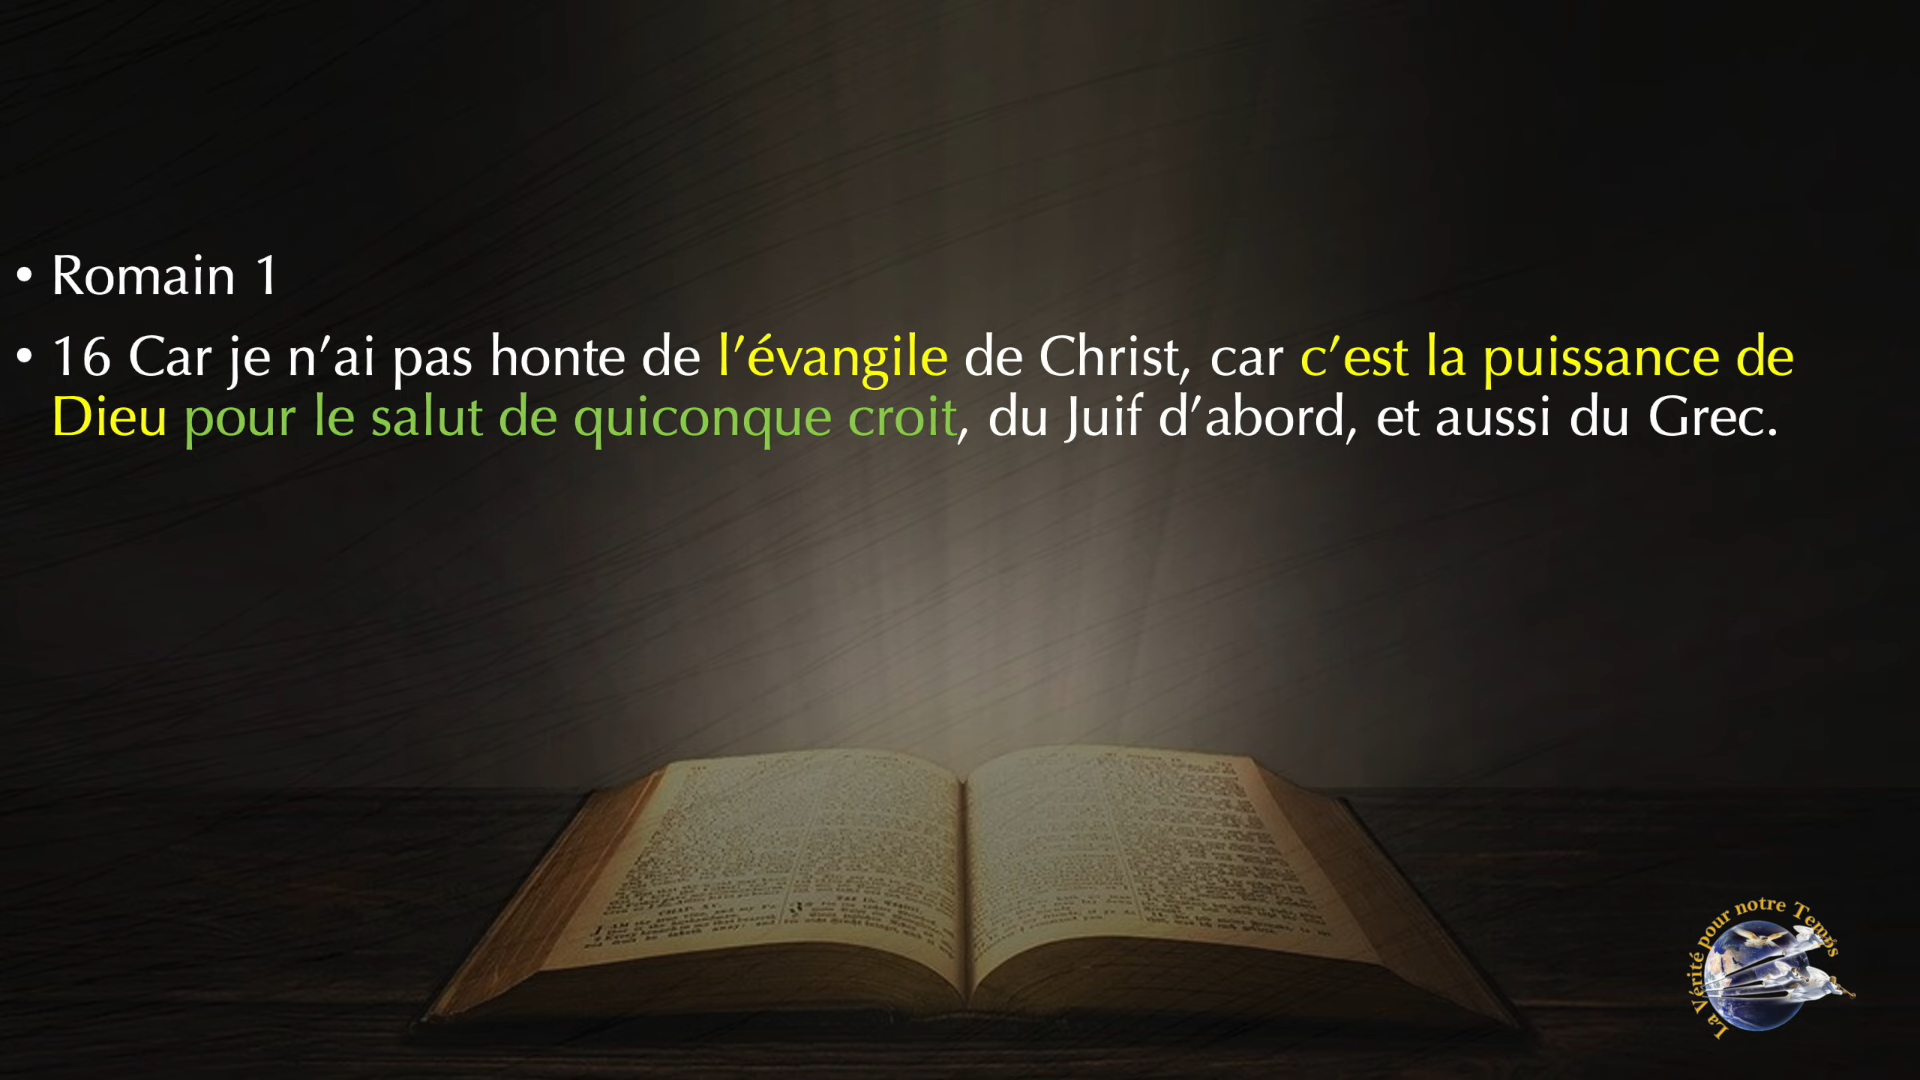 • Romain 1
• 16 Car je n’ai pas honte de l’évangile de Christ, car c’est la puissance de
Dieu pour le salut de quiconque croit, du Juif d’abord, et aussi du Grec.
La Vérité pour notre Temps